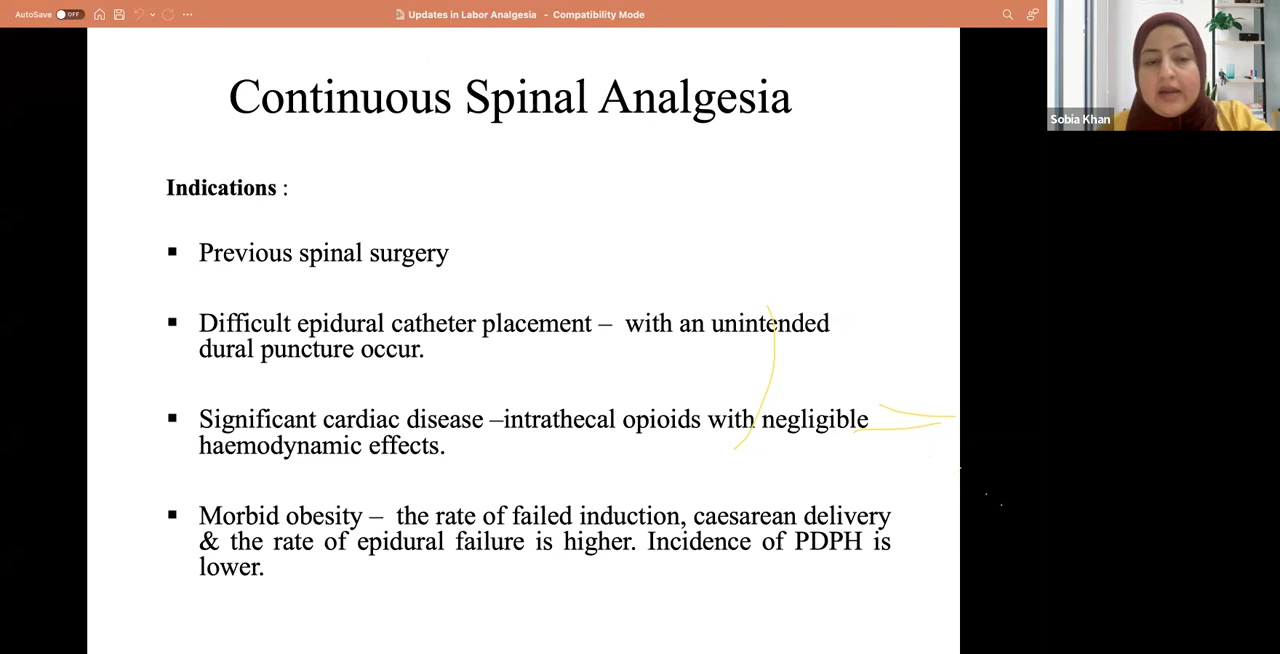 AutoSave OFF
Updates in Labor Analgesia - Compatibility Mode
Sobia Khan
Continuous Spinal Analgesia
Indications :
▪ Previous spinal surgery
▪ Difficult epidural catheter placement – with an unintended
dural puncture occur.
▪ Significant cardiac disease –intrathecal opioids with negligible
haemodynamic effects.
▪ Morbid obesity – the rate of failed induction, caesarean delivery
& the rate of epidural failure is higher. Incidence of PDPH is
lower.